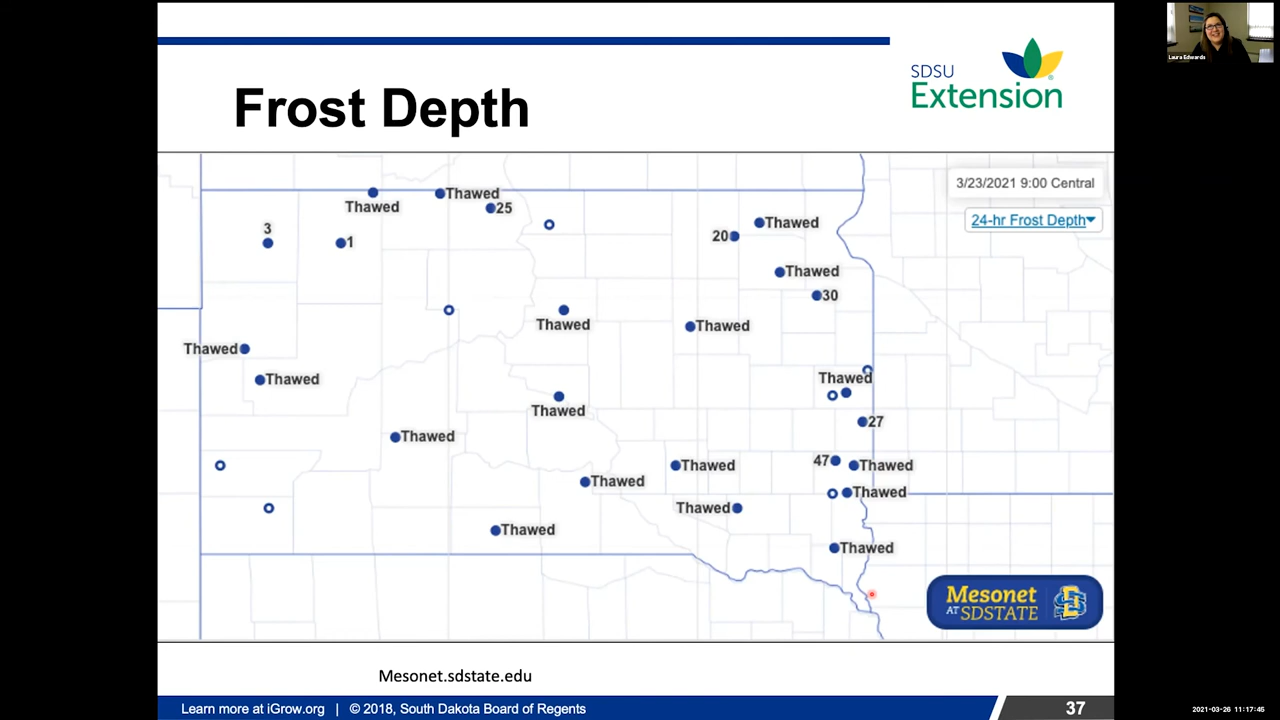 Laura Edwards
SDSU
Extension
Frost Depth
3/23/2021 9:00 Central
24-hr Frost Depth
Thawed
Thawed
25
3
1
20
Thawed
Thawed
30
Thawed
Thawed
Thawed
Thawed
Thawed
Thawed
27
Thawed
47
Thawed
Thawed
Thawed
Thawed
Thawed
Thawed
Thawed
Mesonet
AT SDSTATE
Mesonet.sdstate.edu
Learn more at iGrow.org | © 2018, South Dakota Board of Regents
37
2021-03-26 11:17:45